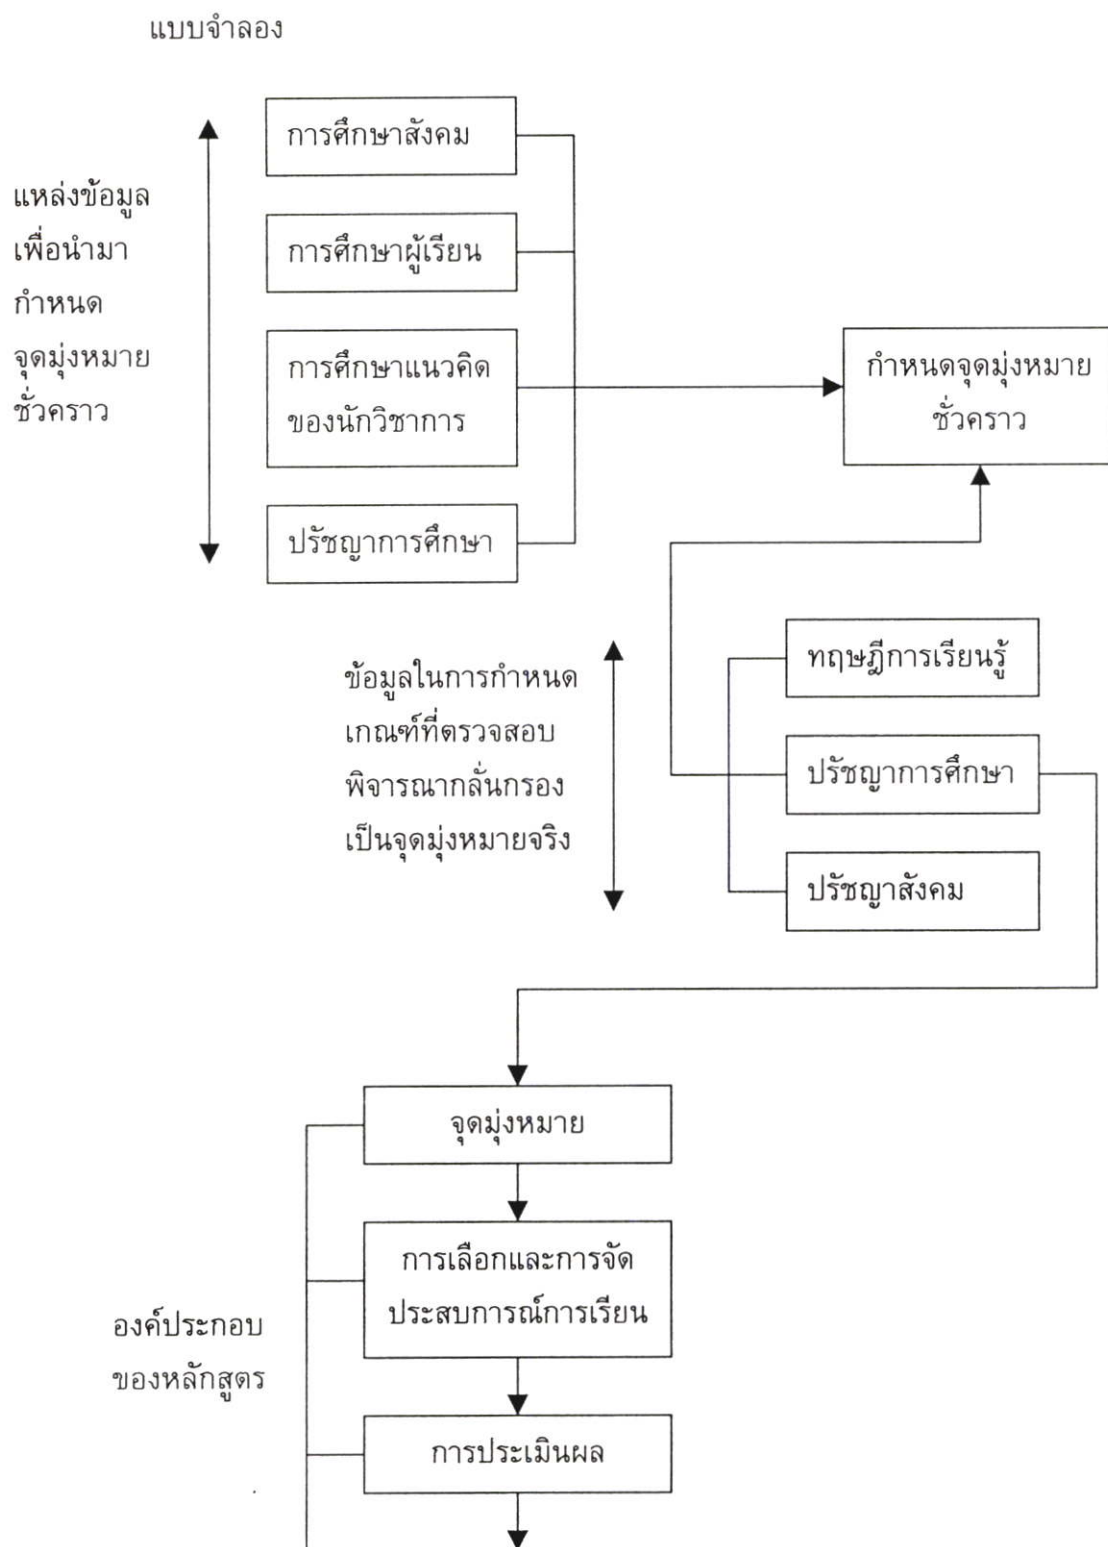 แบบจำลอง
แหล่งข้อมูล
เพื่อนำมา
กำหนด
จุดมุ่งหมาย
ชั่วคราว
การศึกษาสังคม
การศึกษาผู้เรียน
การศึกษาแนวคิด
ของนักวิชาการ
ปรัชญาการศึกษา
กำหนดจุดมุ่งหมาย
ชั่วคราว
ข้อมูลในการกำหนด
เกณฑ์ที่ตรวจสอบ
พิจารณากลั่นกรอง
เป็นจุดมุ่งหมายจริง
ทฤษฎีการเรียนรู้
ปรัชญาการศึกษา
ปรัชญาสังคม
องค์ประกอบ
ของหลักสูตร
จุดมุ่งหมาย
การเลือกและการจัด
ประสบการณ์การเรียน
การประเมินผล